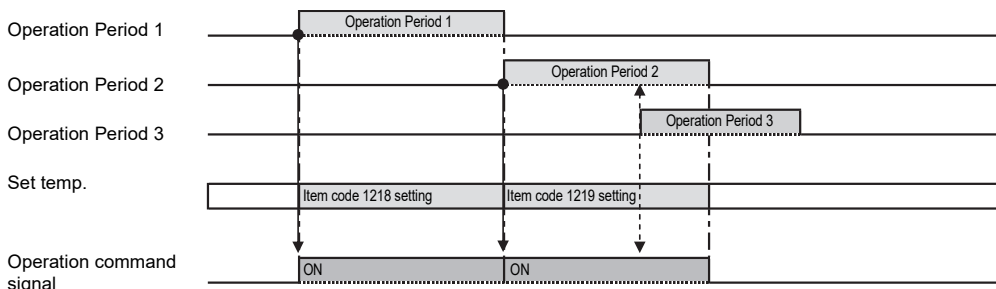 Operation Period 1
Operation Period 1
Operation Period 2
Operation Period 2
Operation Period 3
Operation Period 3
Set temp.
Item code 1218 setting
Item code 1219 setting
Operation command
signal
ON
ON